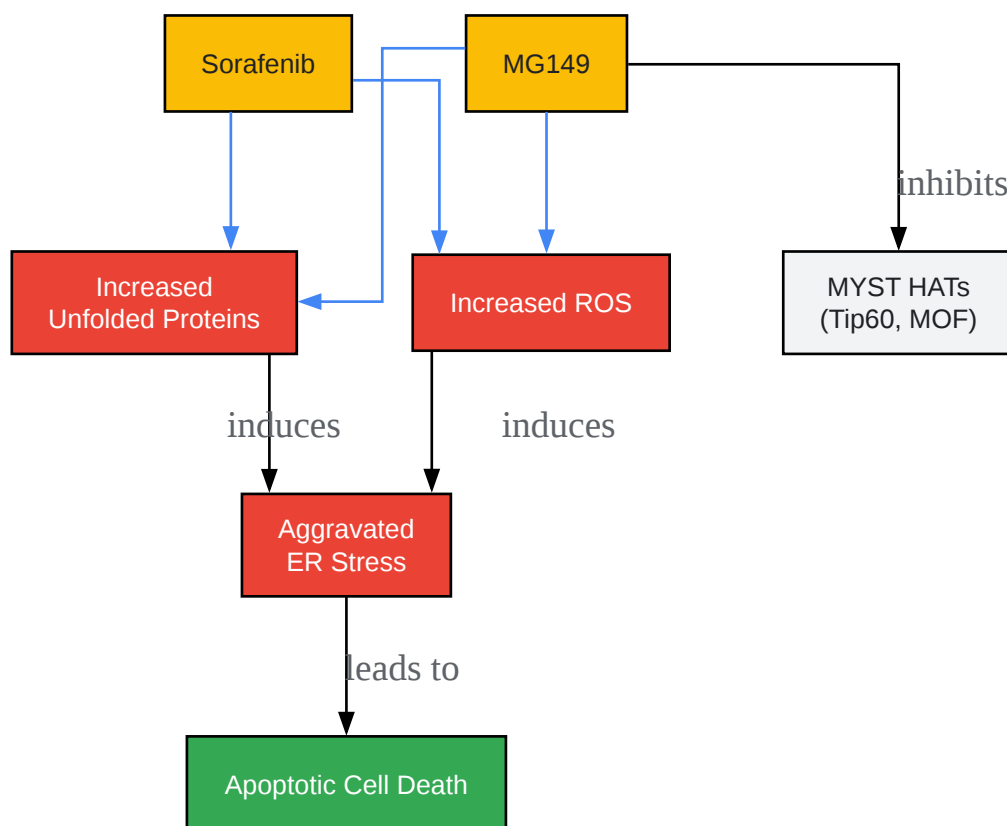 Sorafenib
MG149
inhibits
Increased
Unfolded Proteins
Increased ROS
MYST HATs
(Tip60, MOF)
induces
induces
Aggravated
ER Stress
leads to
Apoptotic Cell Death